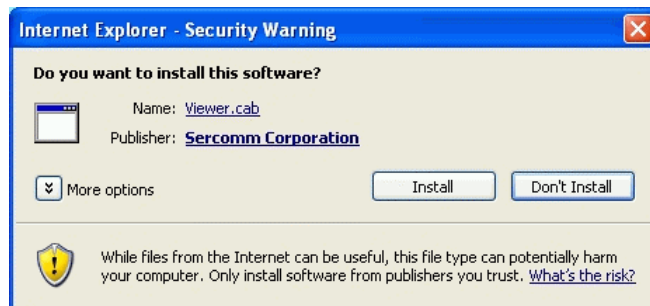 Internet Explorer - Security Warning
Do you want to install this software?
Name: Viewer.cab
Publisher: Sercomm Corporation
More options
Install
Don't Install
While files from the Internet can be useful, this file type can potentially harm
your computer. Only install software from publishers you trust. What's the risk?